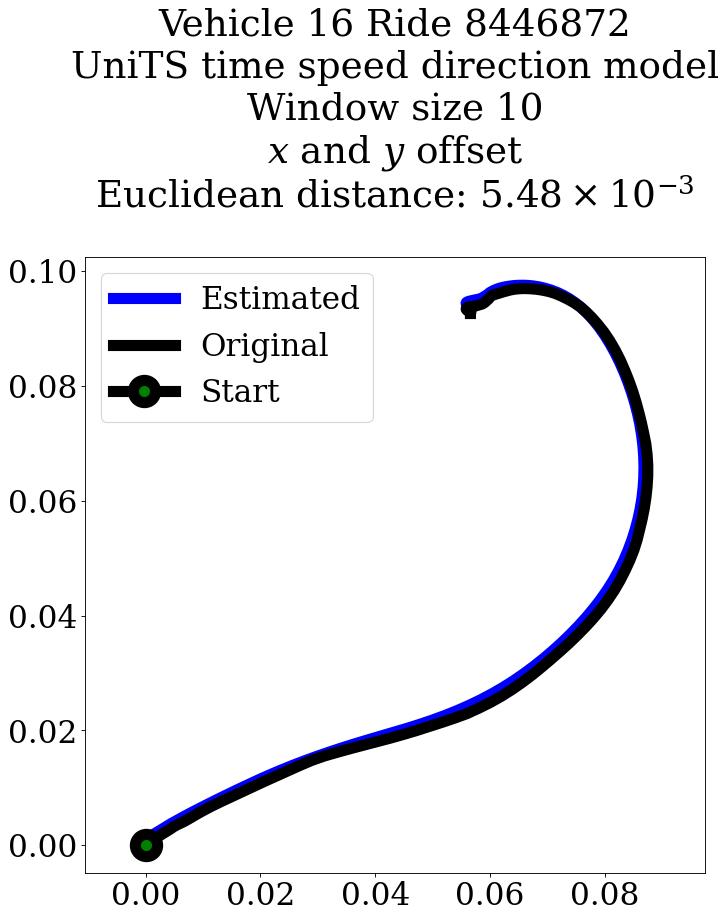 Vehicle 16 Ride 8446872
UniTS time speed direction model
Window size 10
x and y offset
Euclidean distance: 5.48 × 10⁻³
Estimated
Original
Start
0.10
0.08
0.06
0.04
0.02
0.00
0.00 0.02 0.04 0.06 0.08